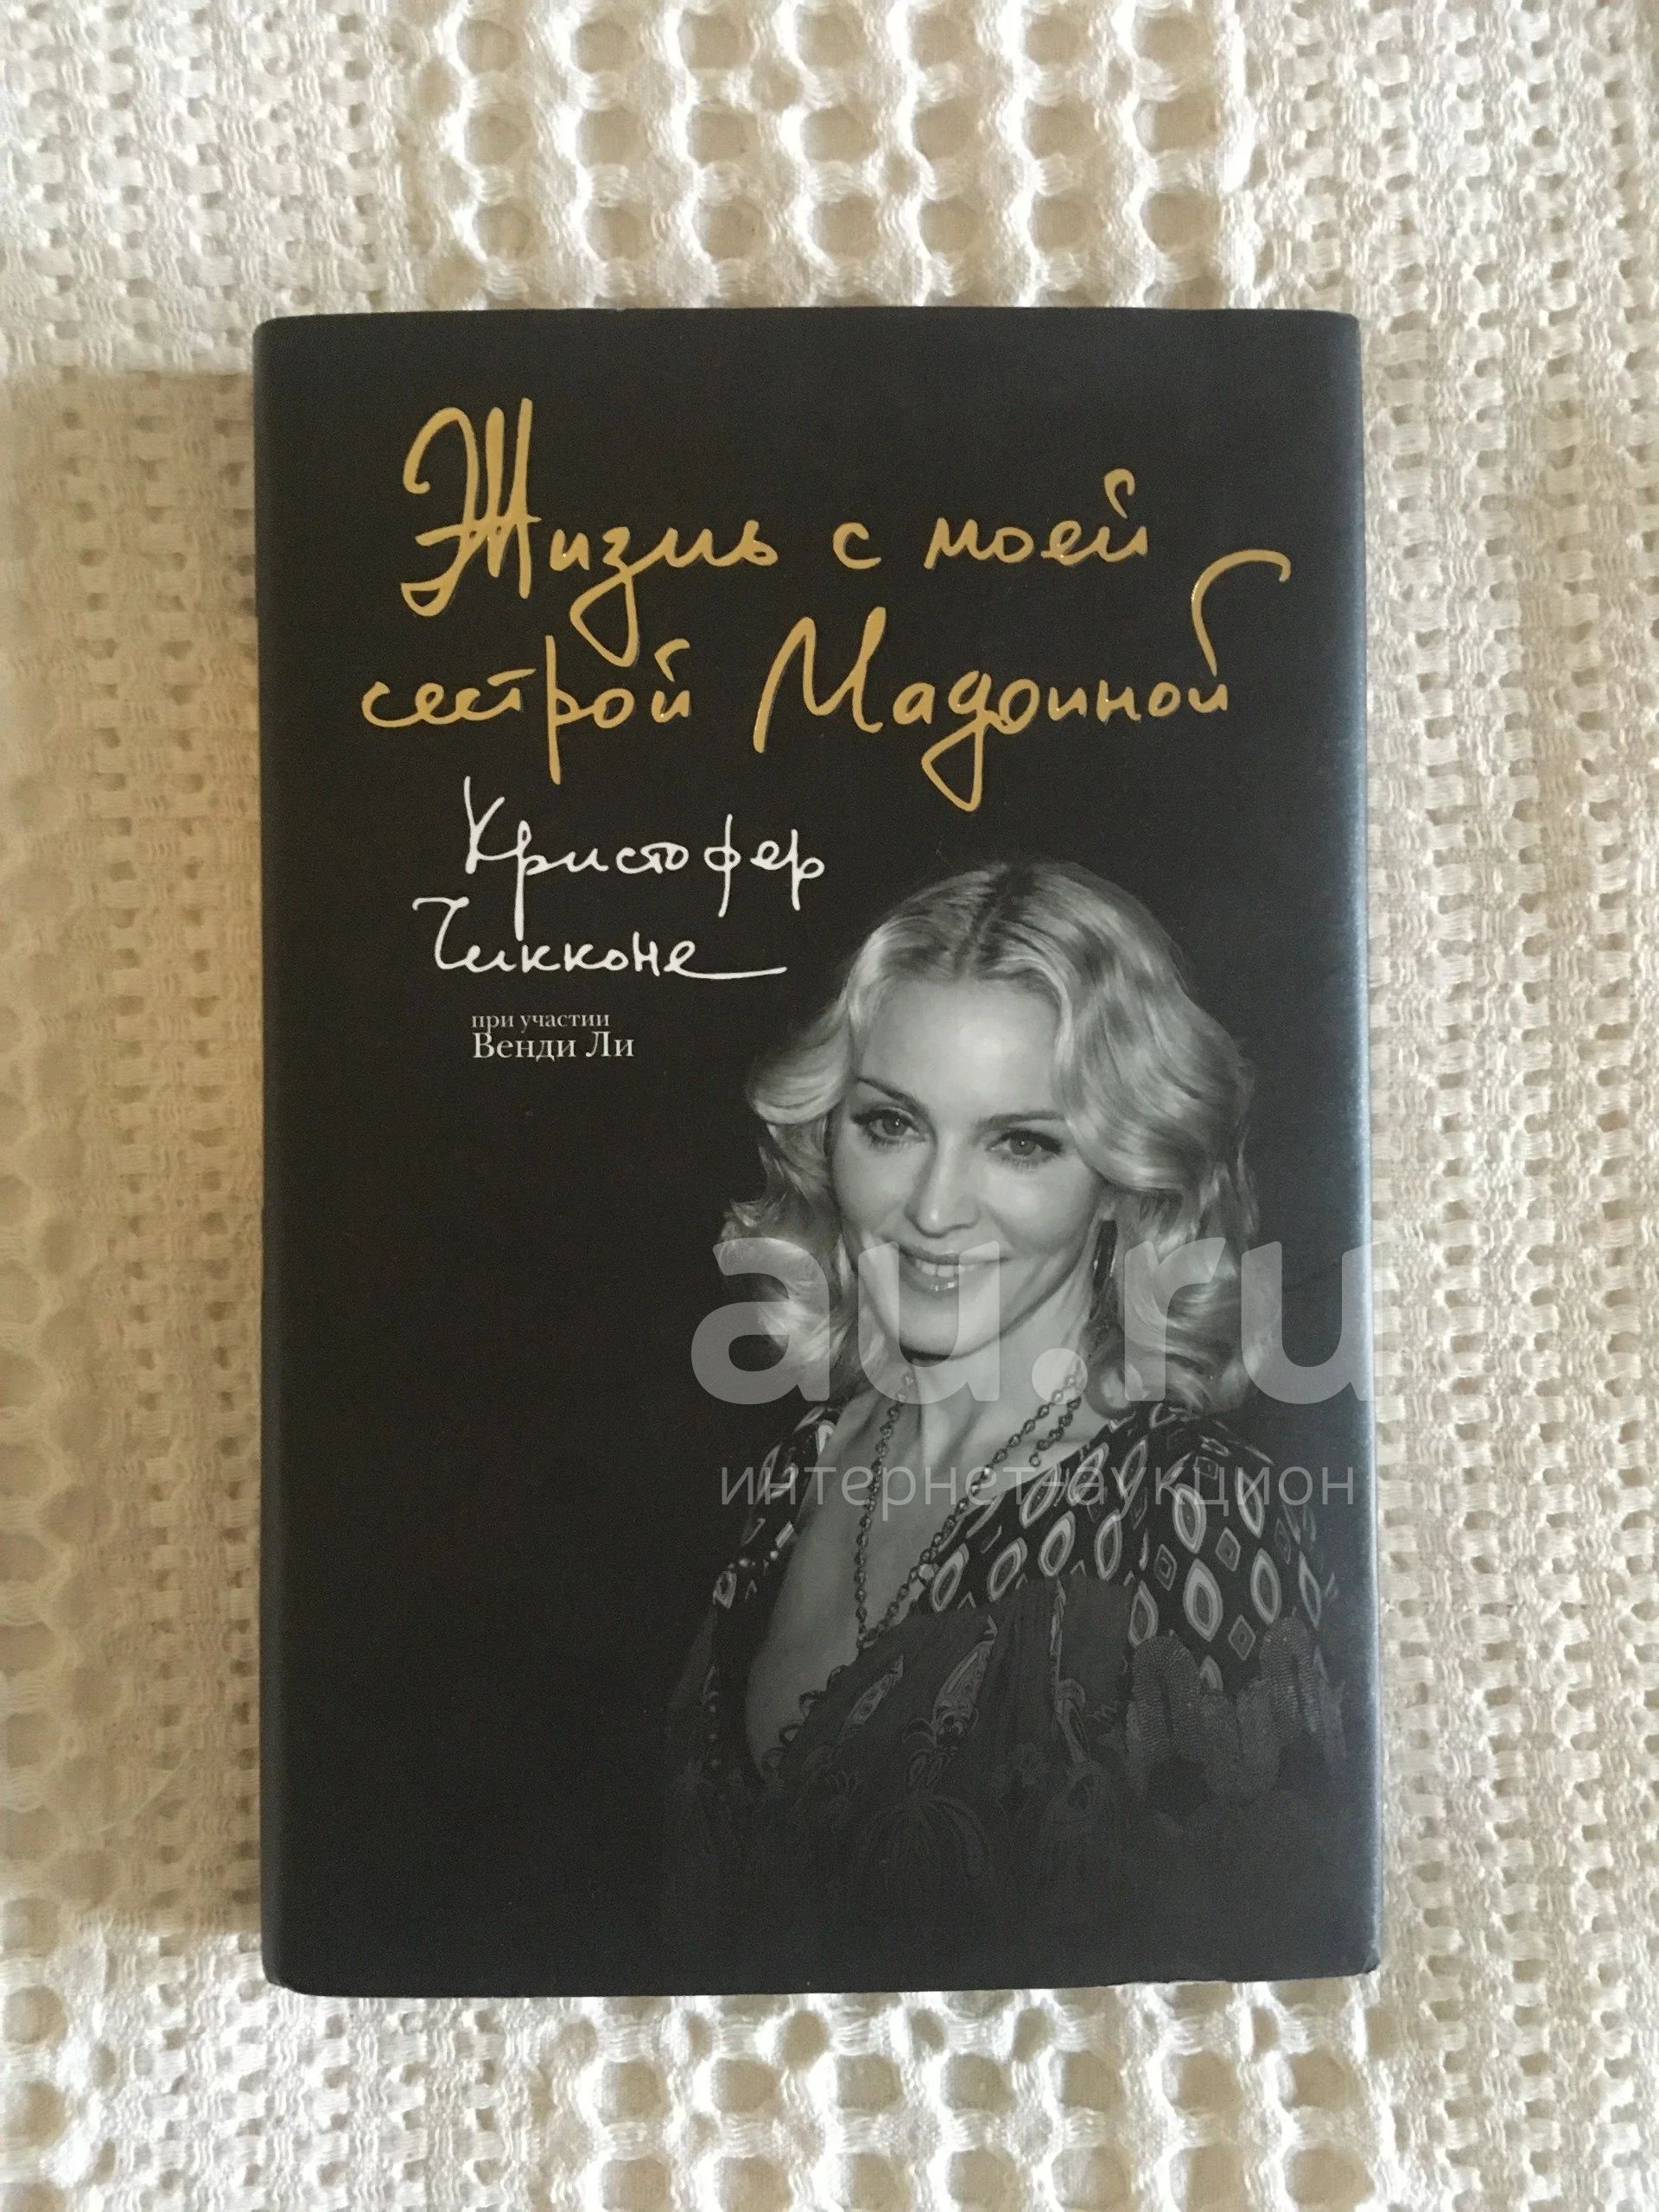 Жизнь с моей
сестрой Мадонной
Кристофер
Чикконе
при участии
Венди Ли
au.ru
интернет-аукцион